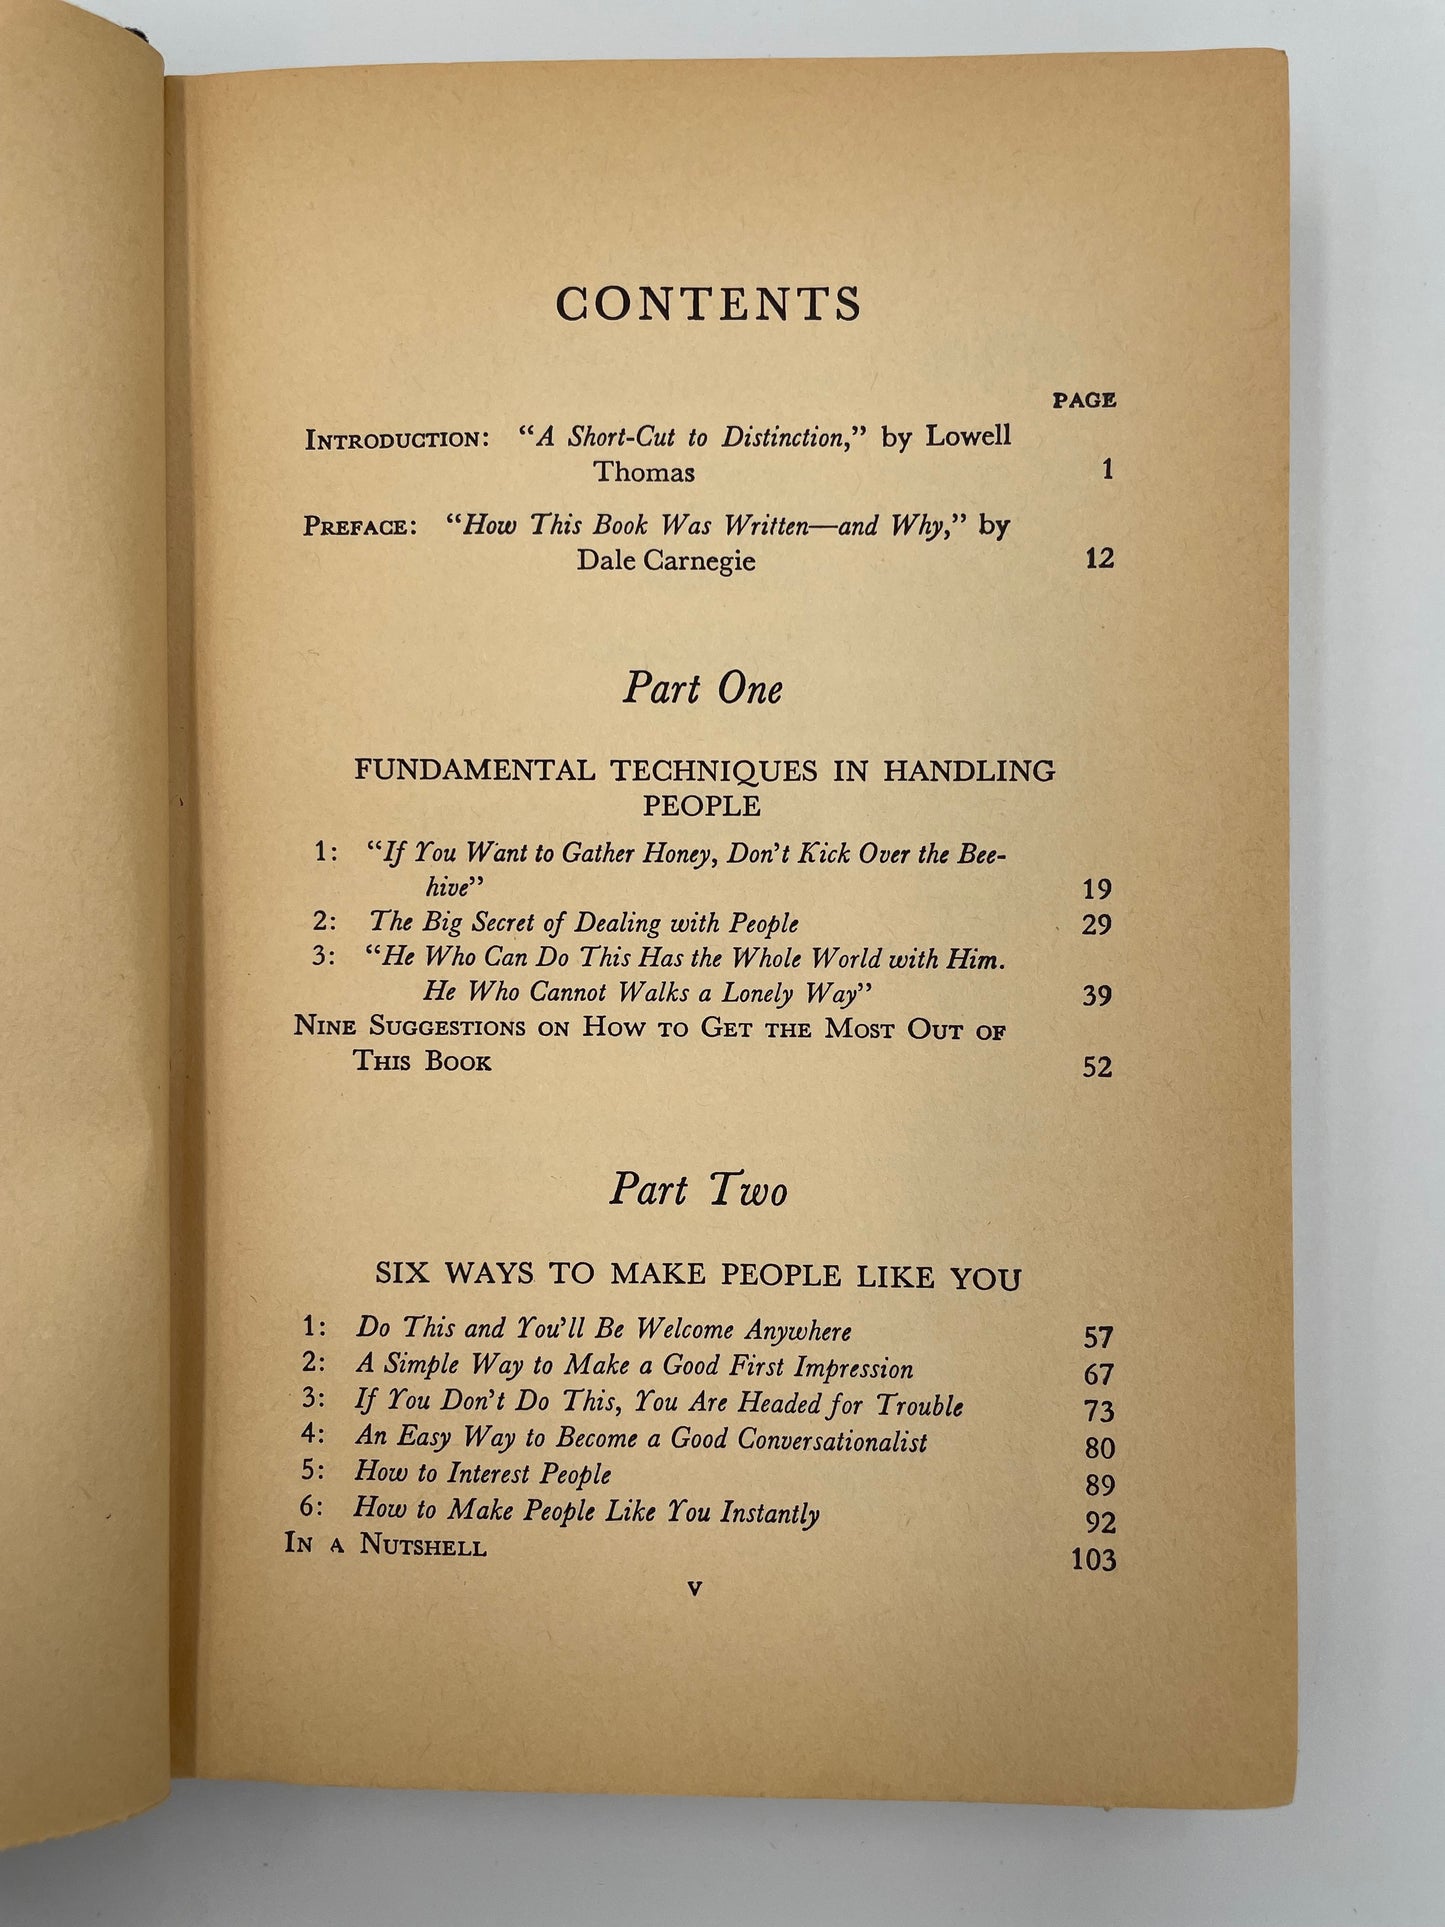 CONTENTS
PAGE
INTRODUCTION: “A Short-Cut to Distinction,” by Lowell
Thomas 1
PREFACE: “How This Book Was Written—and Why,” by
Dale Carnegie 12
Part One
FUNDAMENTAL TECHNIQUES IN HANDLING
PEOPLE
1: “If You Want to Gather Honey, Don't Kick Over the Bee-
hive” 19
2: The Big Secret of Dealing with People 29
3: “He Who Can Do This Has the Whole World with Him.
He Who Cannot Walks a Lonely Way” 39
NINE SUGGESTIONS ON HOW TO GET THE MOST OUT OF
THIS BOOK 52
Part Two
SIX WAYS TO MAKE PEOPLE LIKE YOU
1: Do This and You'll Be Welcome Anywhere 57
2: A Simple Way to Make a Good First Impression 67
3: If You Don't Do This, You Are Headed for Trouble 73
4: An Easy Way to Become a Good Conversationalist 80
5: How to Interest People 89
6: How to Make People Like You Instantly 92
IN A NUTSHELL 103
v